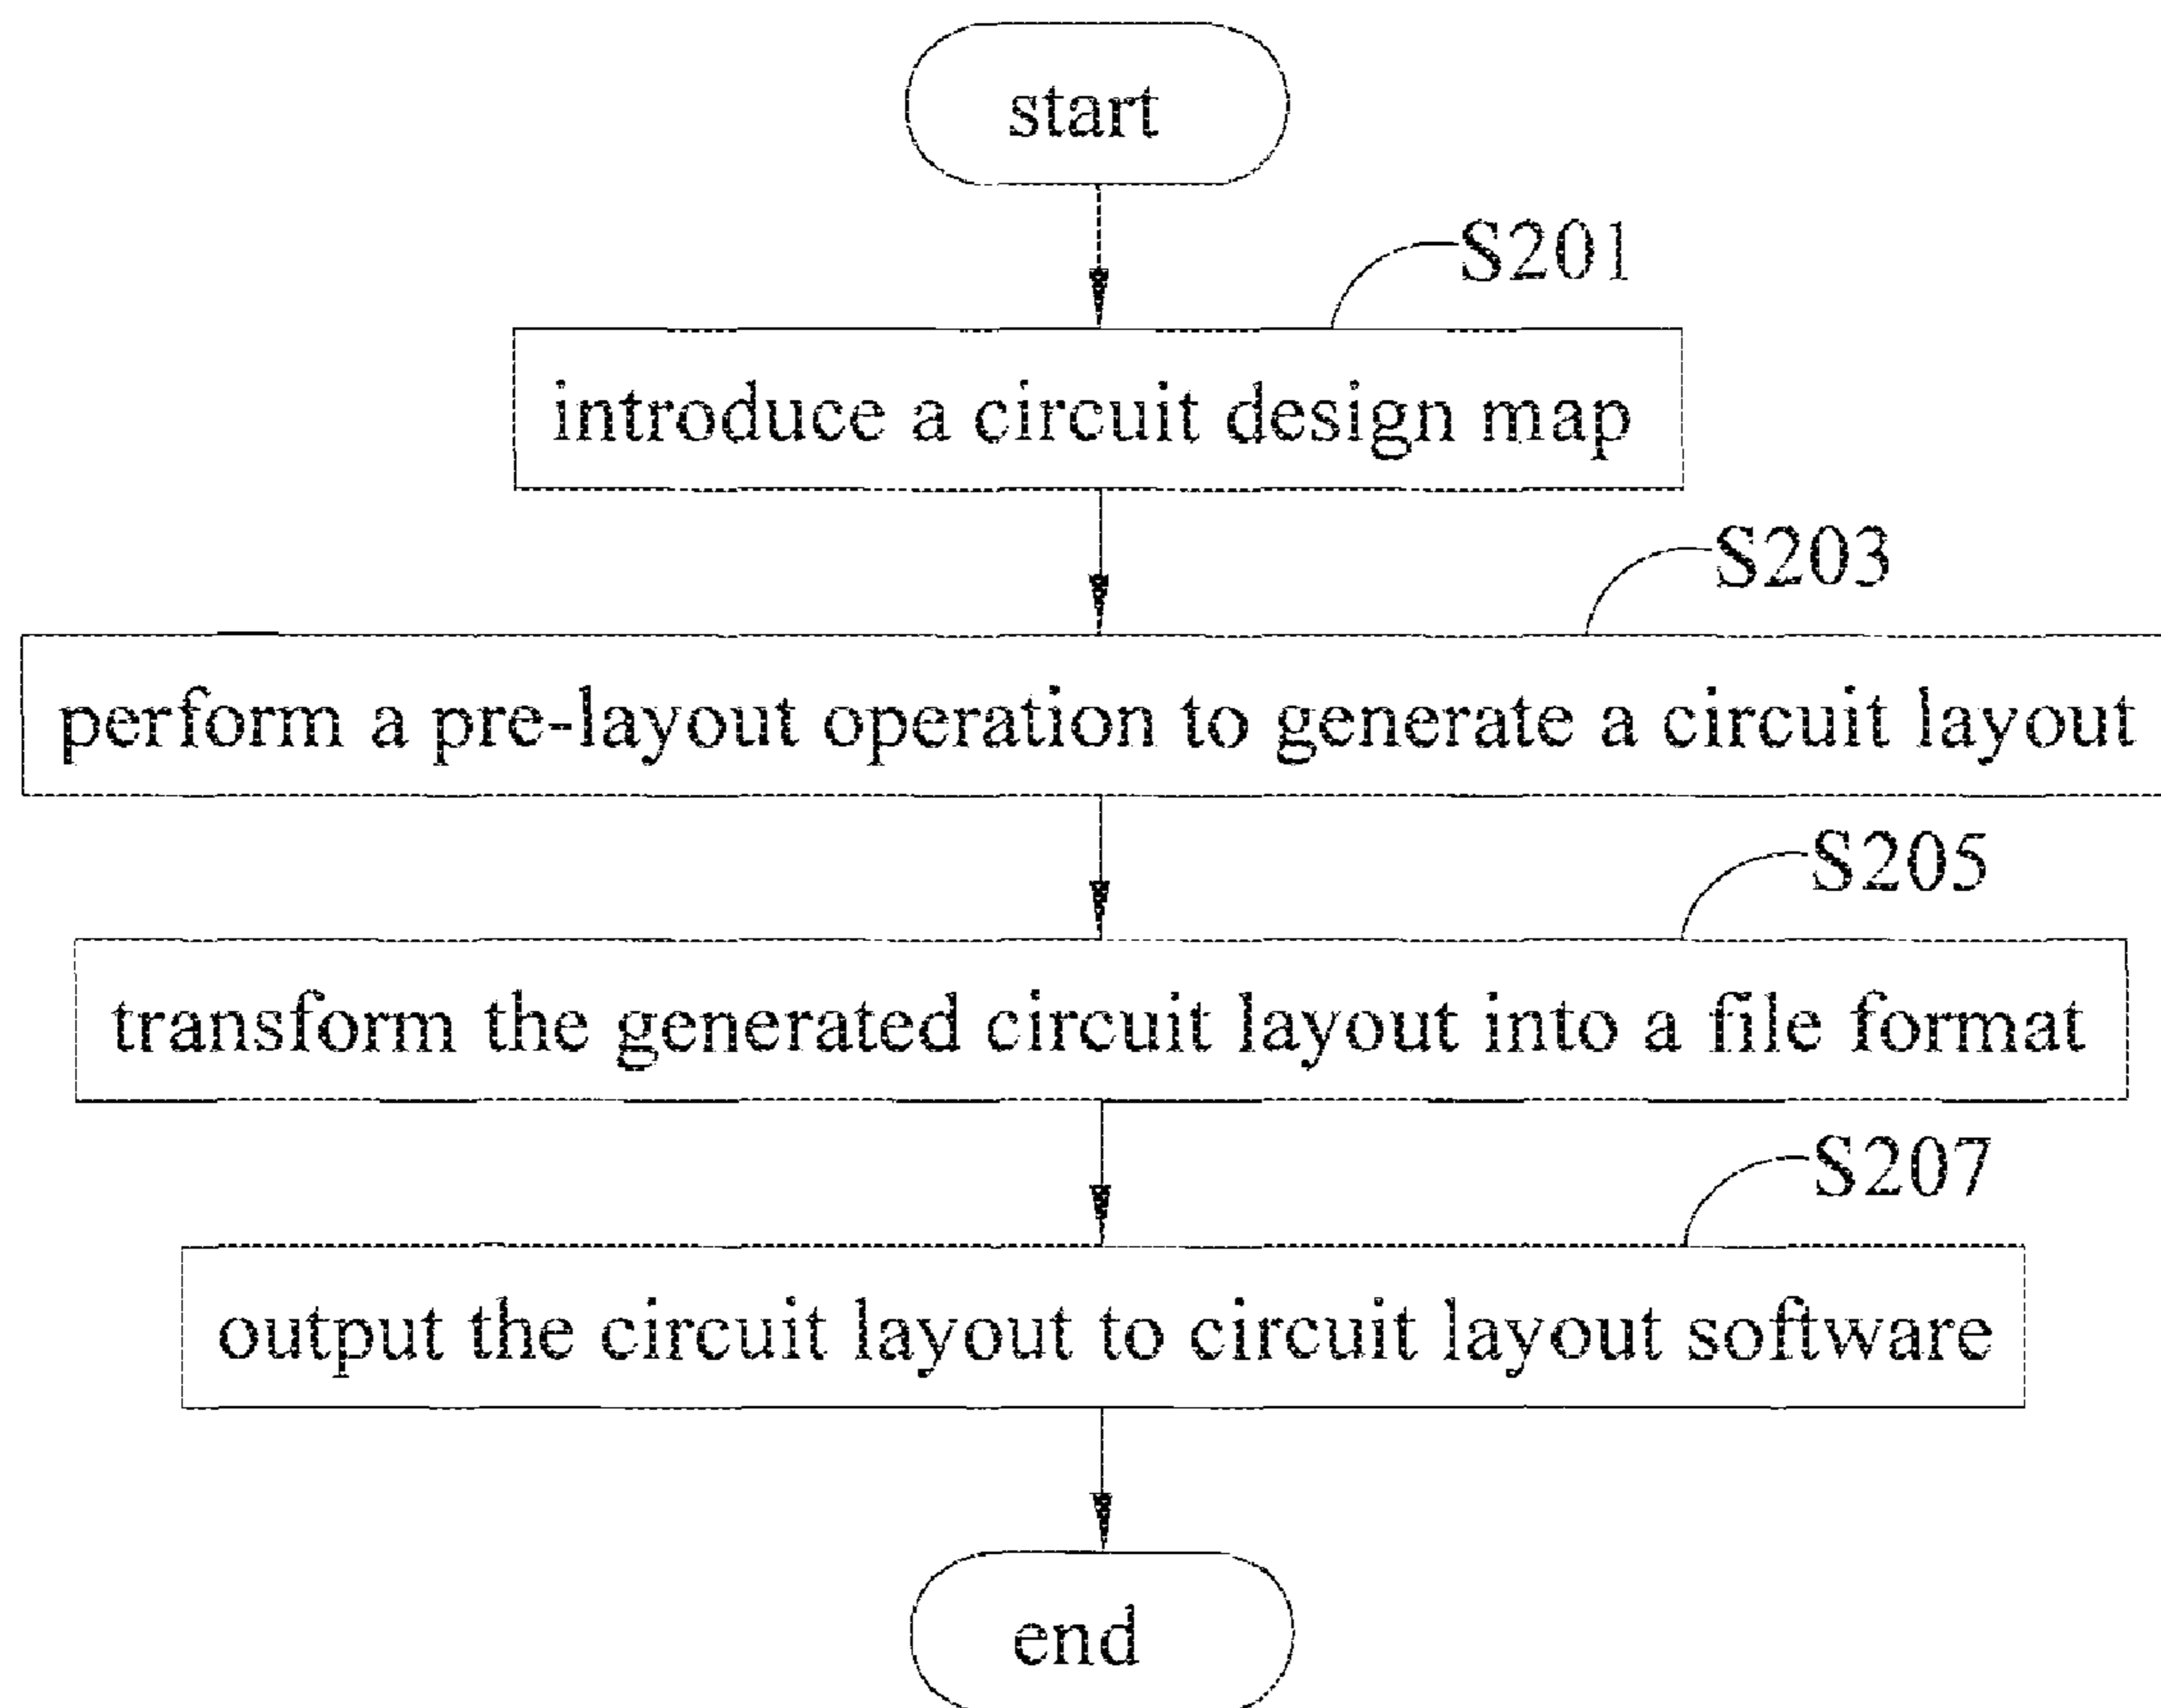 start
S201
introduce a circuit design map
S203
perform a pre-layout operation to generate a circuit layout
S205
transform the generated circuit layout into a file format
S207
output the circuit layout to circuit layout software
end